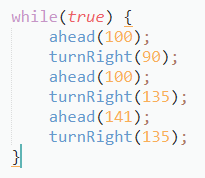 while(true) {
    ahead(100);
    turnRight(90);
    ahead(100);
    turnRight(135);
    ahead(141);
    turnRight(135);
}